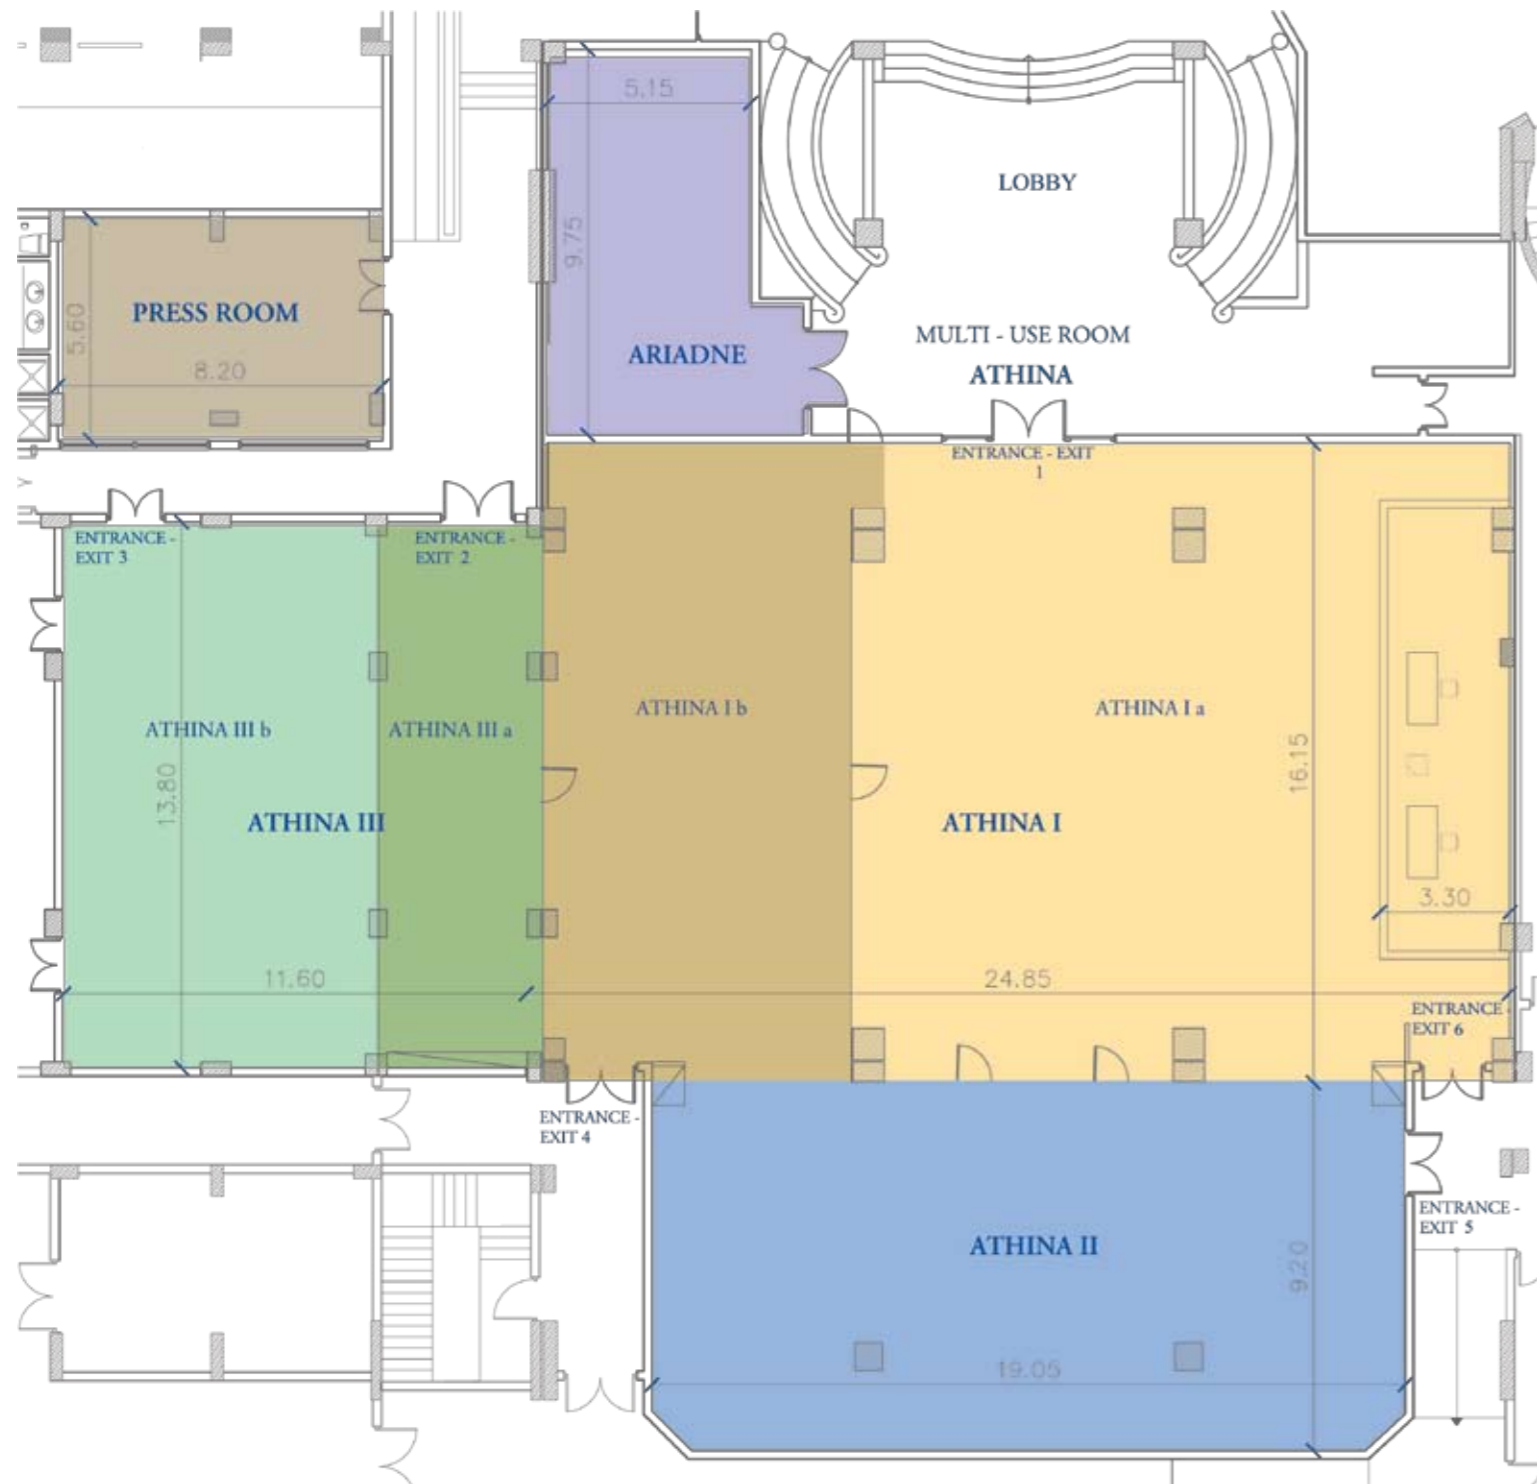 5.15
LOBBY
9.75
PRESS ROOM
5.60
8.20
ARIADNE
MULTI - USE ROOM
ATHINA
ENTRANCE - EXIT
1
ENTRANCE -
EXIT 3
ENTRANCE -
EXIT 2
ATHINA III b
ATHINA III a
ATHINA I b
ATHINA I a
13.80
16.15
ATHINA III
ATHINA I
3.30
11.60
24.85
ENTRANCE -
EXIT 6
ENTRANCE -
EXIT 4
ENTRANCE -
EXIT 5
ATHINA II
9.20
19.05